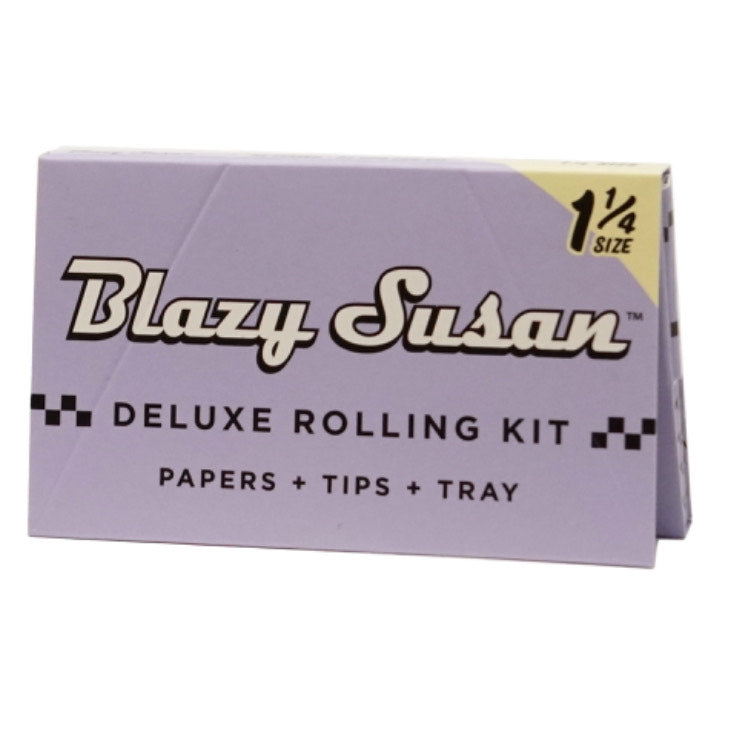 1 1/4
SIZE
Blazy Susan™
DELUXE ROLLING KIT
PAPERS + TIPS + TRAY